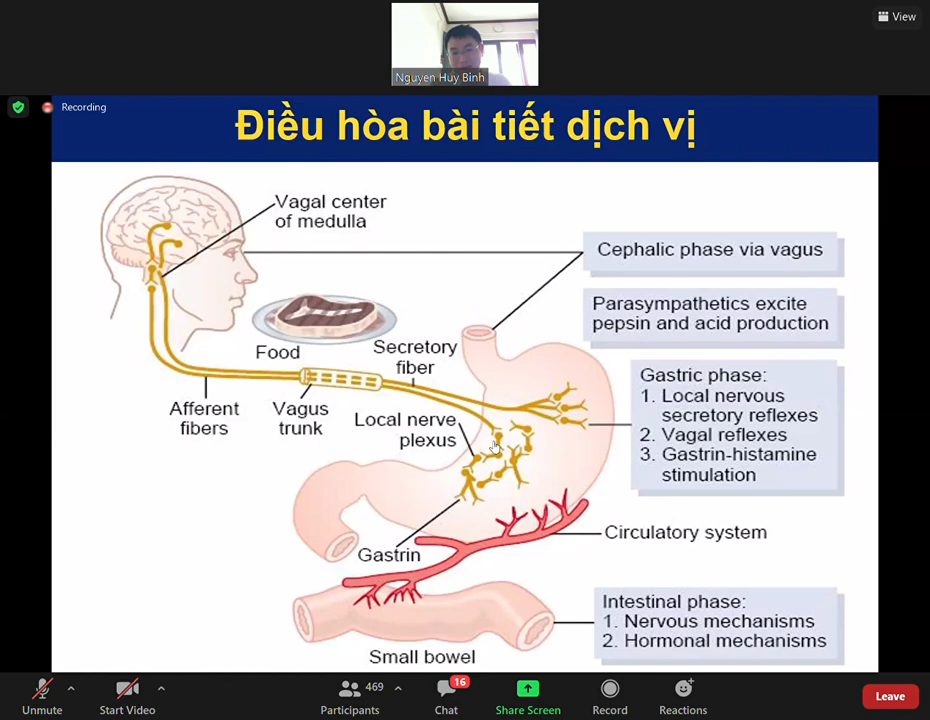 View
Nguyen Huy Binh
Recording
Điều hòa bài tiết dịch vị
Vagal center
of medulla
Cephalic phase via vagus
Parasympathetics excite
pepsin and acid production
Food
Secretory
fiber
Gastric phase:
1. Local nervous
secretory reflexes
2. Vagal reflexes
3. Gastrin-histamine
stimulation
Afferent
fibers
Vagus
trunk
Local nerve
plexus
Circulatory system
Gastrin
Intestinal phase:
1. Nervous mechanisms
2. Hormonal mechanisms
Small bowel
Unmute
Start Video
469
Participants
16
Chat
Share Screen
Record
Reactions
Leave